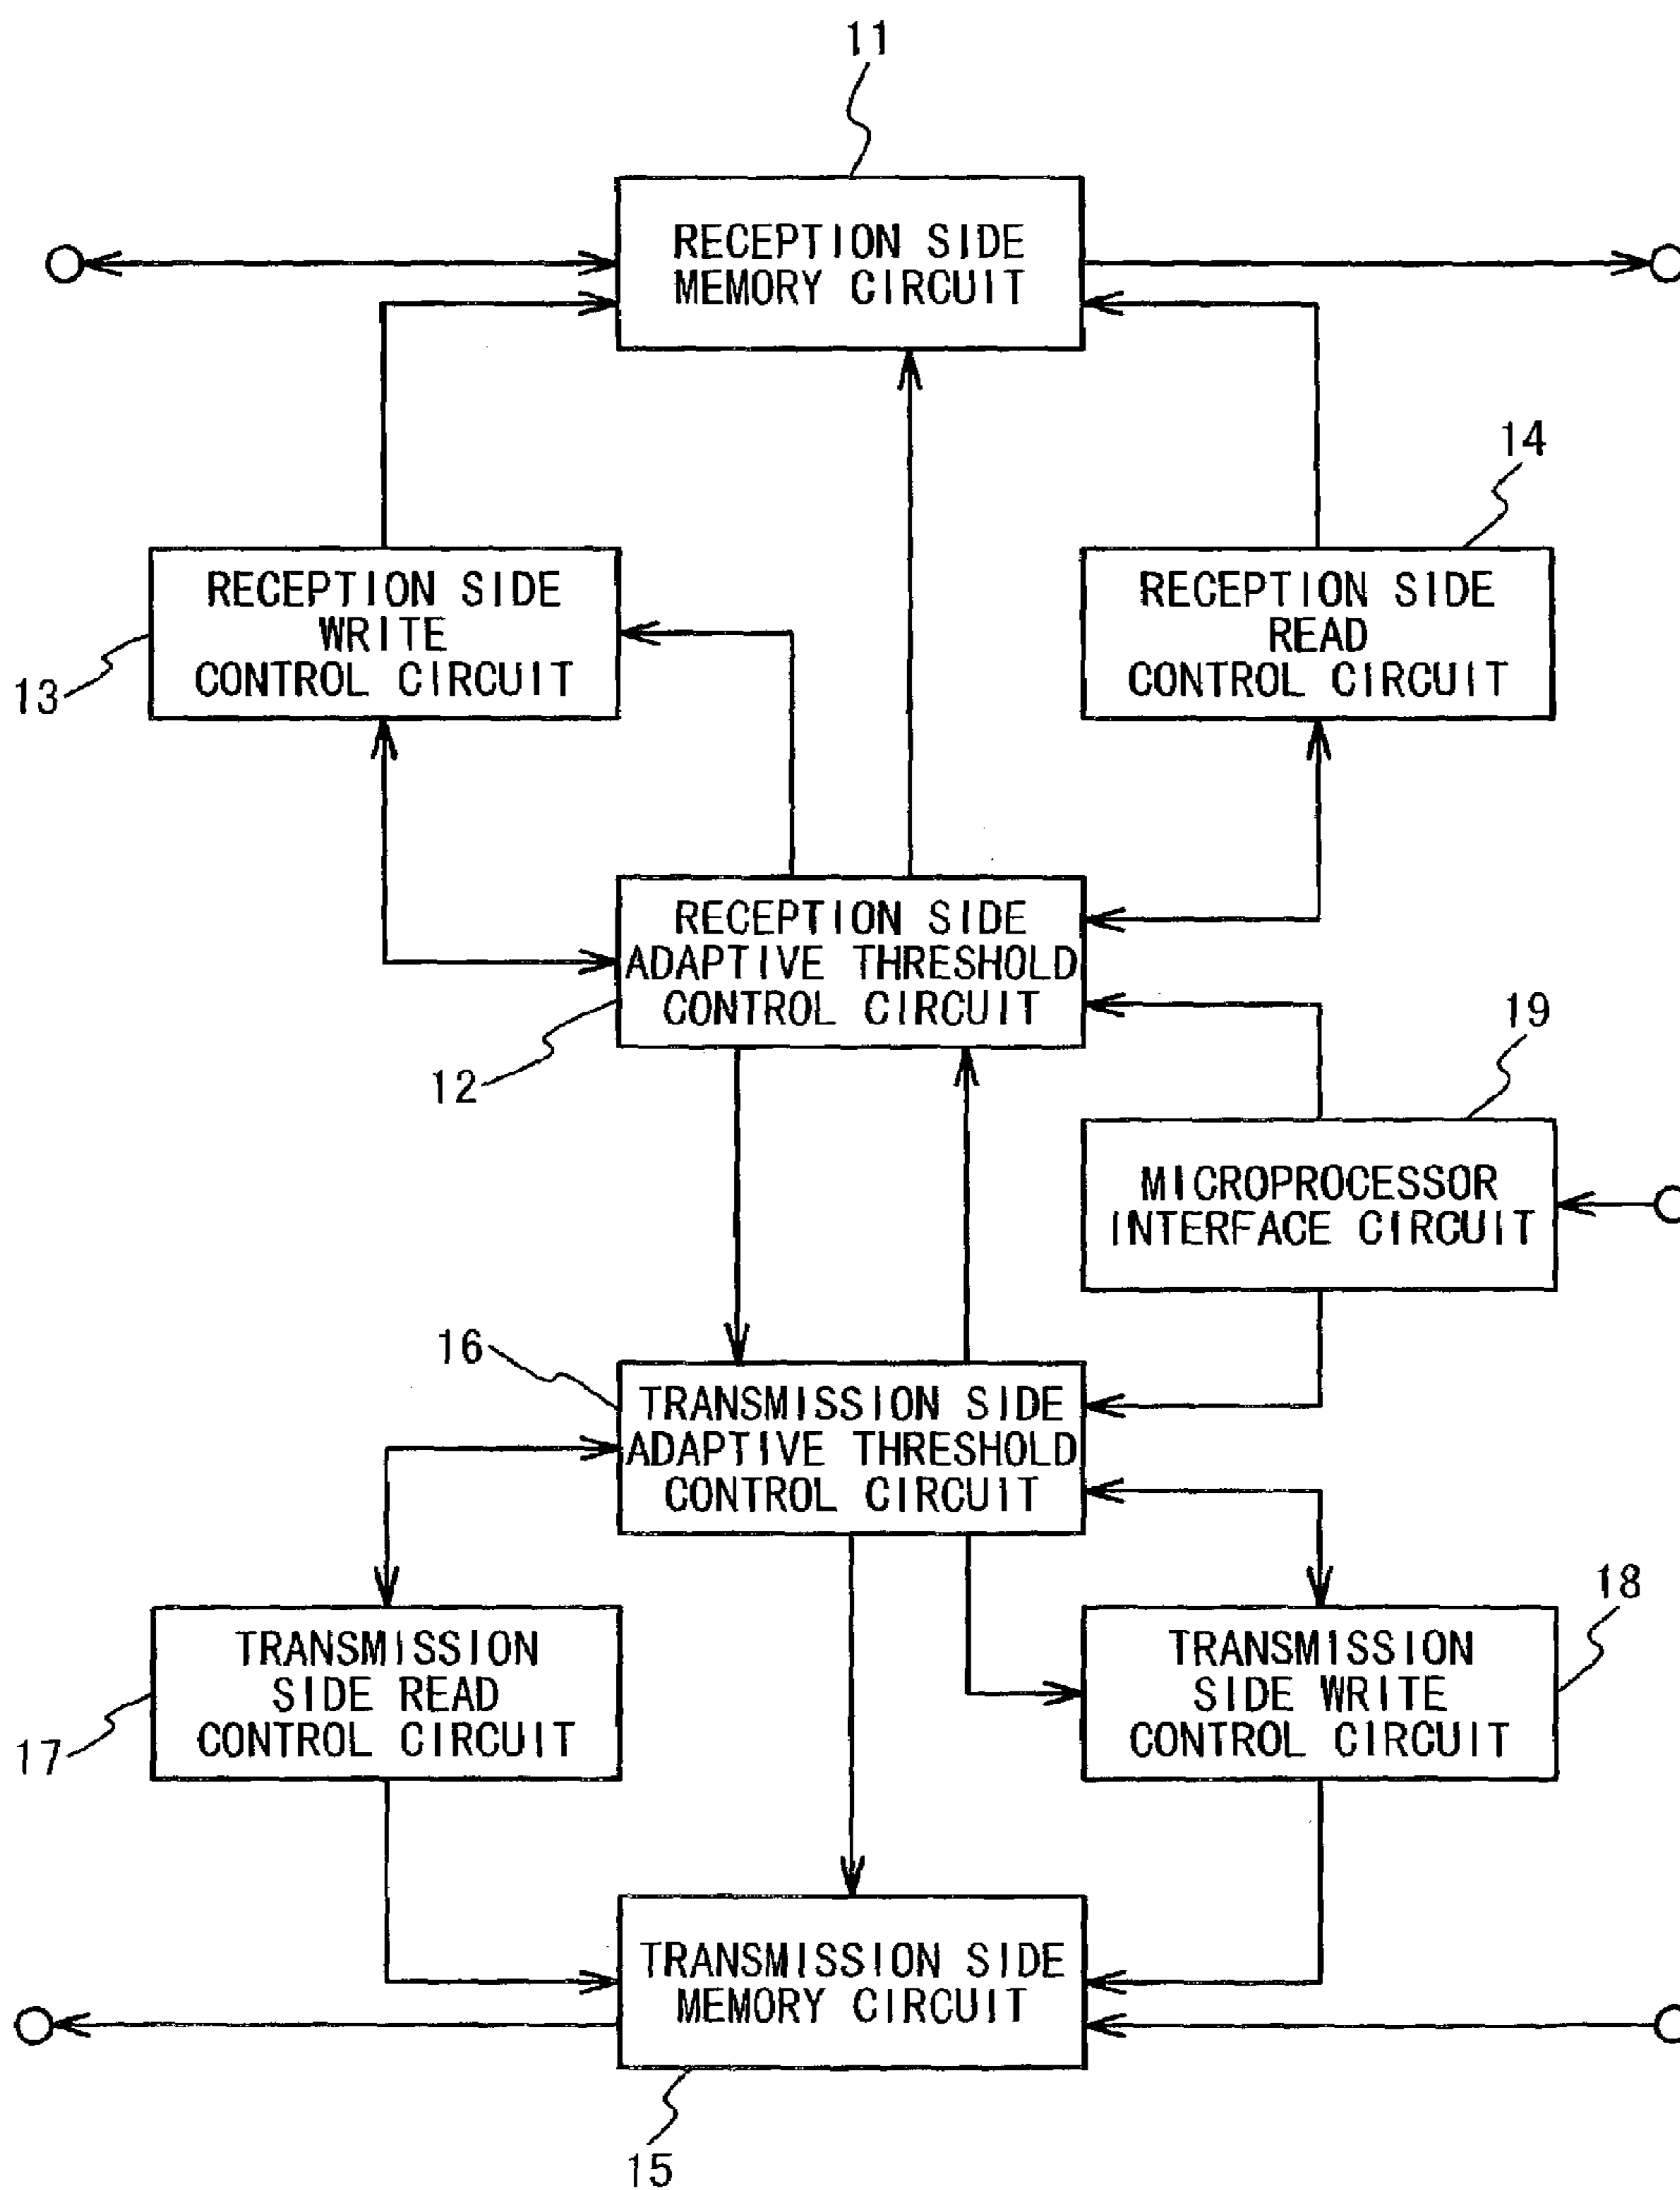 11
RECEPTION SIDE
MEMORY CIRCUIT
14
RECEPTION SIDE
WRITE
CONTROL CIRCUIT
13
RECEPTION SIDE
READ
CONTROL CIRCUIT
RECEPTION SIDE
ADAPTIVE THRESHOLD
CONTROL CIRCUIT
12
19
MICROPROCESSOR
INTERFACE CIRCUIT
16
TRANSMISSION SIDE
ADAPTIVE THRESHOLD
CONTROL CIRCUIT
18
TRANSMISSION
SIDE READ
CONTROL CIRCUIT
17
TRANSMISSION
SIDE WRITE
CONTROL CIRCUIT
TRANSMISSION SIDE
MEMORY CIRCUIT
15